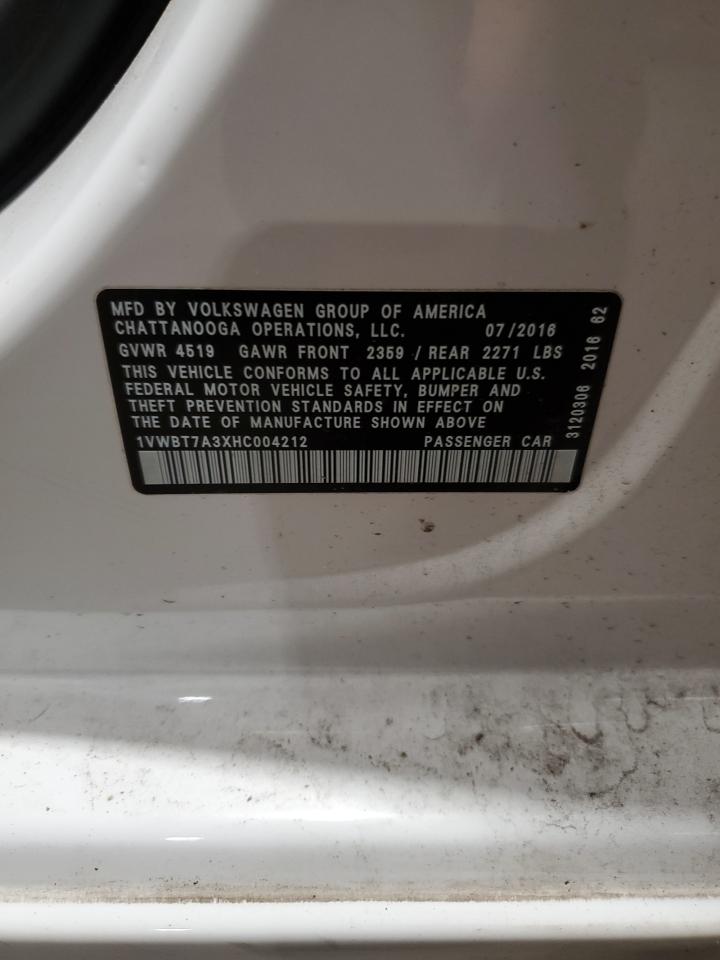 MFD BY VOLKSWAGEN GROUP OF AMERICA
CHATTANOOGA OPERATIONS, LLC. 07/2016
GVWR 4519 GAWR FRONT 2359 / REAR 2271 LBS
THIS VEHICLE CONFORMS TO ALL APPLICABLE U.S.
FEDERAL MOTOR VEHICLE SAFETY, BUMPER AND
THEFT PREVENTION STANDARDS IN EFFECT ON
THE DATE OF MANUFACTURE SHOWN ABOVE
1VWBT7A3XHC004212 PASSENGER CAR
3120306 2016 62